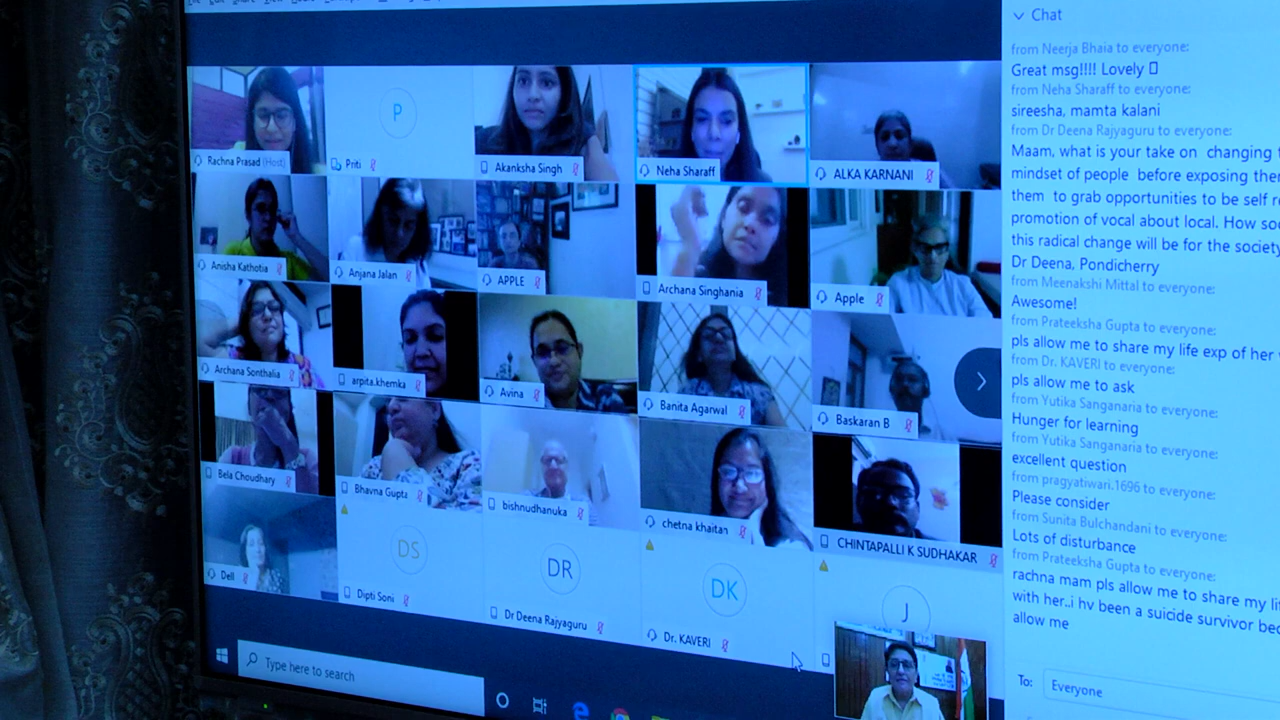 Rachna Prasad (Host)
P
Priti
Akanksha Singh
Neha Sharaff
ALKA KARNANI
Anisha Kathotia
Anjana Jalan
APPLE
Archana Singhania
Apple
Archana Sonthalia
arpita.khemka
Avina
Banita Agarwal
Baskaran B
Bela Choudhary
Bhavna Gupta
bishnudhanuka
chetna khaitan
CHINTAPALLI K SUDHAKAR
Dell
DS
Dipti Soni
DR
Dr Deena Rajyaguru
DK
Dr. KAVERI
J
Type here to search
Chat
from Neerja Bhaia to everyone:
Great msg!!!! Lovely
from Neha Sharaff to everyone:
sireesha, mamta kalani
from Dr Deena Rajyaguru to everyone:
Maam, what is your take on changing
mindset of people before exposing
them to grab opportunities to be self
promotion of vocal about local. How
this radical change will be for the society
Dr Deena, Pondicherry
from Meenakshi Mittal to everyone:
Awesome!
from Prateeksha Gupta to everyone:
pls allow me to share my life exp of her
from Dr. KAVERI to everyone:
pls allow me to ask
from Yutika Sanganaria to everyone:
Hunger for learning
from Yutika Sanganaria to everyone:
excellent question
from pragyatiwari.1696 to everyone:
Please consider
from Sunita Bulchandani to everyone:
Lots of disturbance
from Prateeksha Gupta to everyone:
rachna mam pls allow me to share my
with her..i hv been a suicide survivor
allow me
To:
Everyone